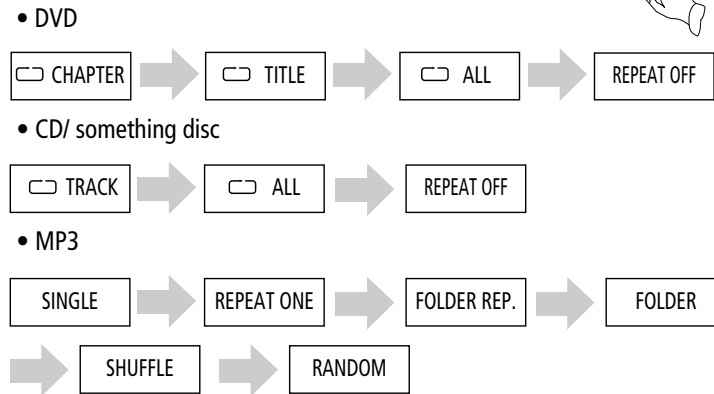 • DVD
CHAPTER TITLE ALL REPEAT OFF
• CD/ something disc
TRACK ALL REPEAT OFF
• MP3
SINGLE REPEAT ONE FOLDER REP. FOLDER
SHUFFLE RANDOM